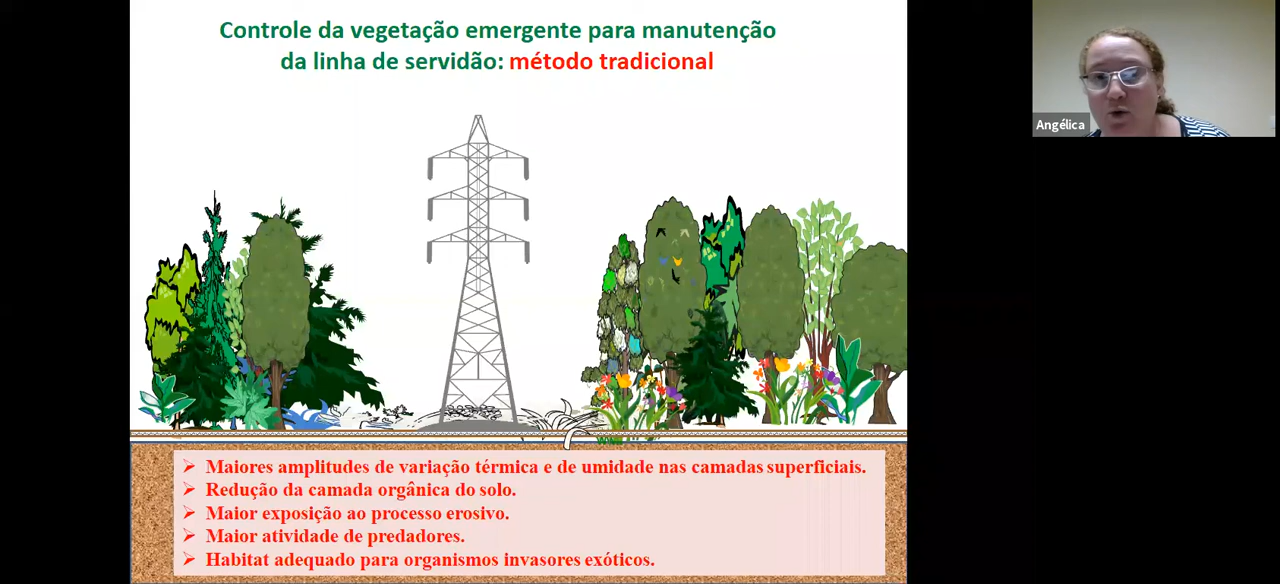 Controle da vegetação emergente para manutenção
da linha de servidão: método tradicional
Angélica
Maiores amplitudes de variação térmica e de umidade nas camadas superficiais.
Redução da camada orgânica do solo.
Maior exposição ao processo erosivo.
Maior atividade de predadores.
Habitat adequado para organismos invasores exóticos.